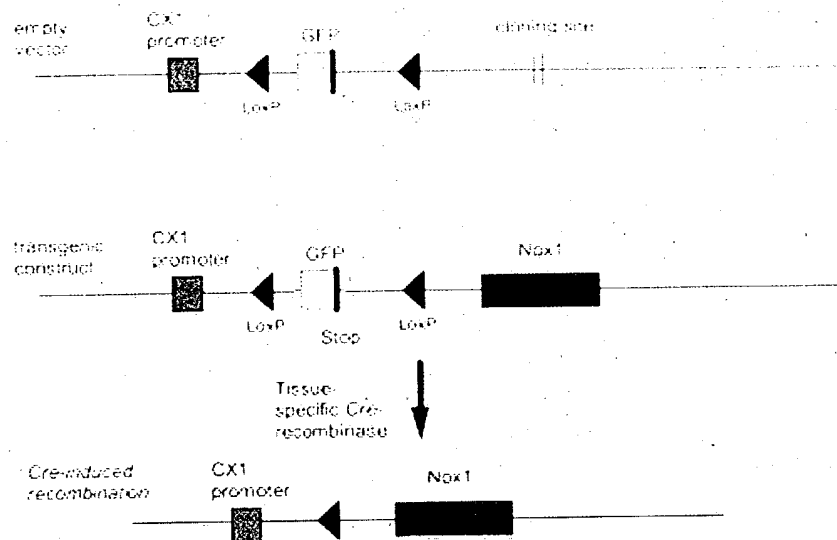 empty
vector
CX1
promoter
GFP
cloning site
LoxP
LoxP
transgenic
construct
CX1
promoter
GFP
Nox1
LoxP
Stop
LoxP
Tissue-
specific Cre-
recombinase
Cre-induced
recombination
CX1
promoter
Nox1